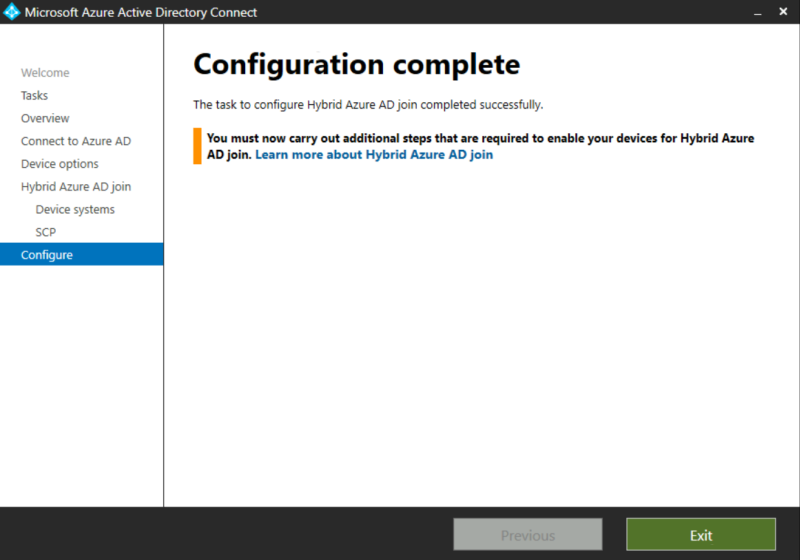 Microsoft Azure Active Directory Connect
Welcome
Tasks
Overview
Connect to Azure AD
Device options
Hybrid Azure AD join
Device systems
SCP
Configure
Configuration complete
The task to configure Hybrid Azure AD join completed successfully.
You must now carry out additional steps that are required to enable your devices for Hybrid Azure
AD join. Learn more about Hybrid Azure AD join
Previous
Exit